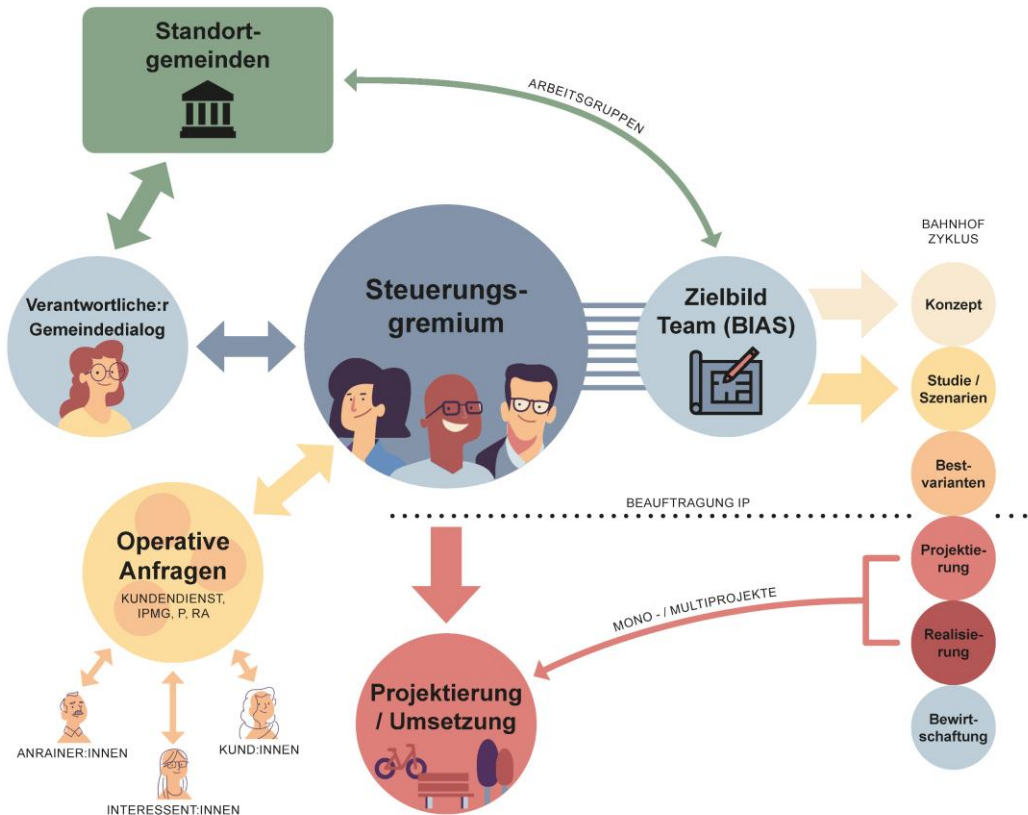 Standort-
gemeinden
ARBEITSGRUPPEN
BAHNHOF
ZYKLUS
Verantwortliche:r
Gemeindedialog
Steuerungs-
gremium
Zielbild
Team (BIAS)
Konzept
Studie /
Szenarien
Best-
varianten
BEAUFTRAGUNG IP
Operative
Anfragen
KUNDENDIENST,
IPMG, P, RA
Projektie-
rung
MONO - / MULTIPROJEKTE
Realisie-
rung
Projektierung
/ Umsetzung
Bewirt-
schaftung
ANRAINER:INNEN
KUND:INNEN
INTERESSENT:INNEN